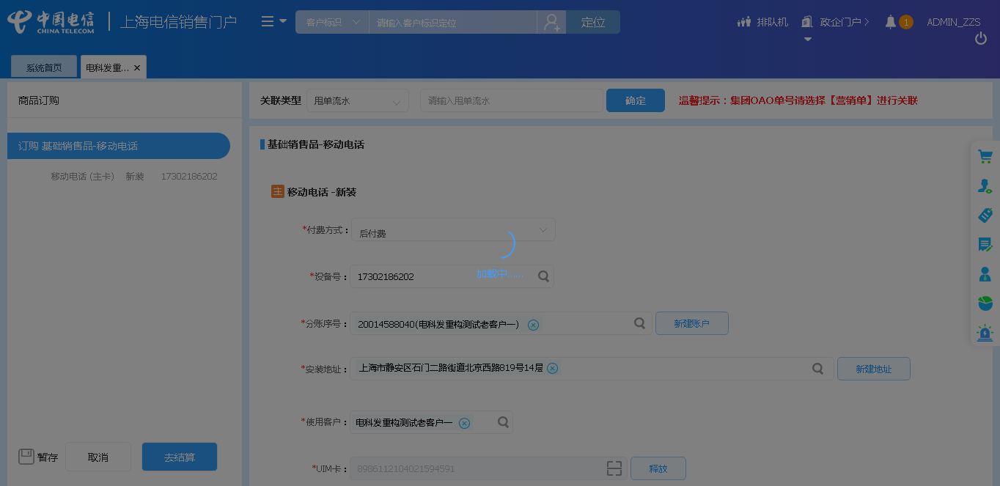 中国电信 CHINA TELECOM 上海电信销售门户 客户标识 请输入客户标识定位 定位 排队机 政企门户 1 ADMIN_ZZS
系统首页 电科发重... ×
商品订购
订购 基础销售品-移动电话
移动电话 (主卡) 新装 17302186202
暂存 取消 去结算
关联类型 甩单流水 请输入甩单流水 确定 温馨提示：集团OAO单号请选择【营销单】进行关联
基础销售品-移动电话
主 移动电话 -新装
*付费方式： 后付费
*设备号： 17302186202
加载中......
*分账序号： 20014588040(电科发重构测试老客户一) 新建账户
*安装地址： 上海市静安区石门二路街道北京西路819号14层 新建地址
*使用客户： 电科发重构测试老客户一
*UIM卡： 8986112104021594591 释放